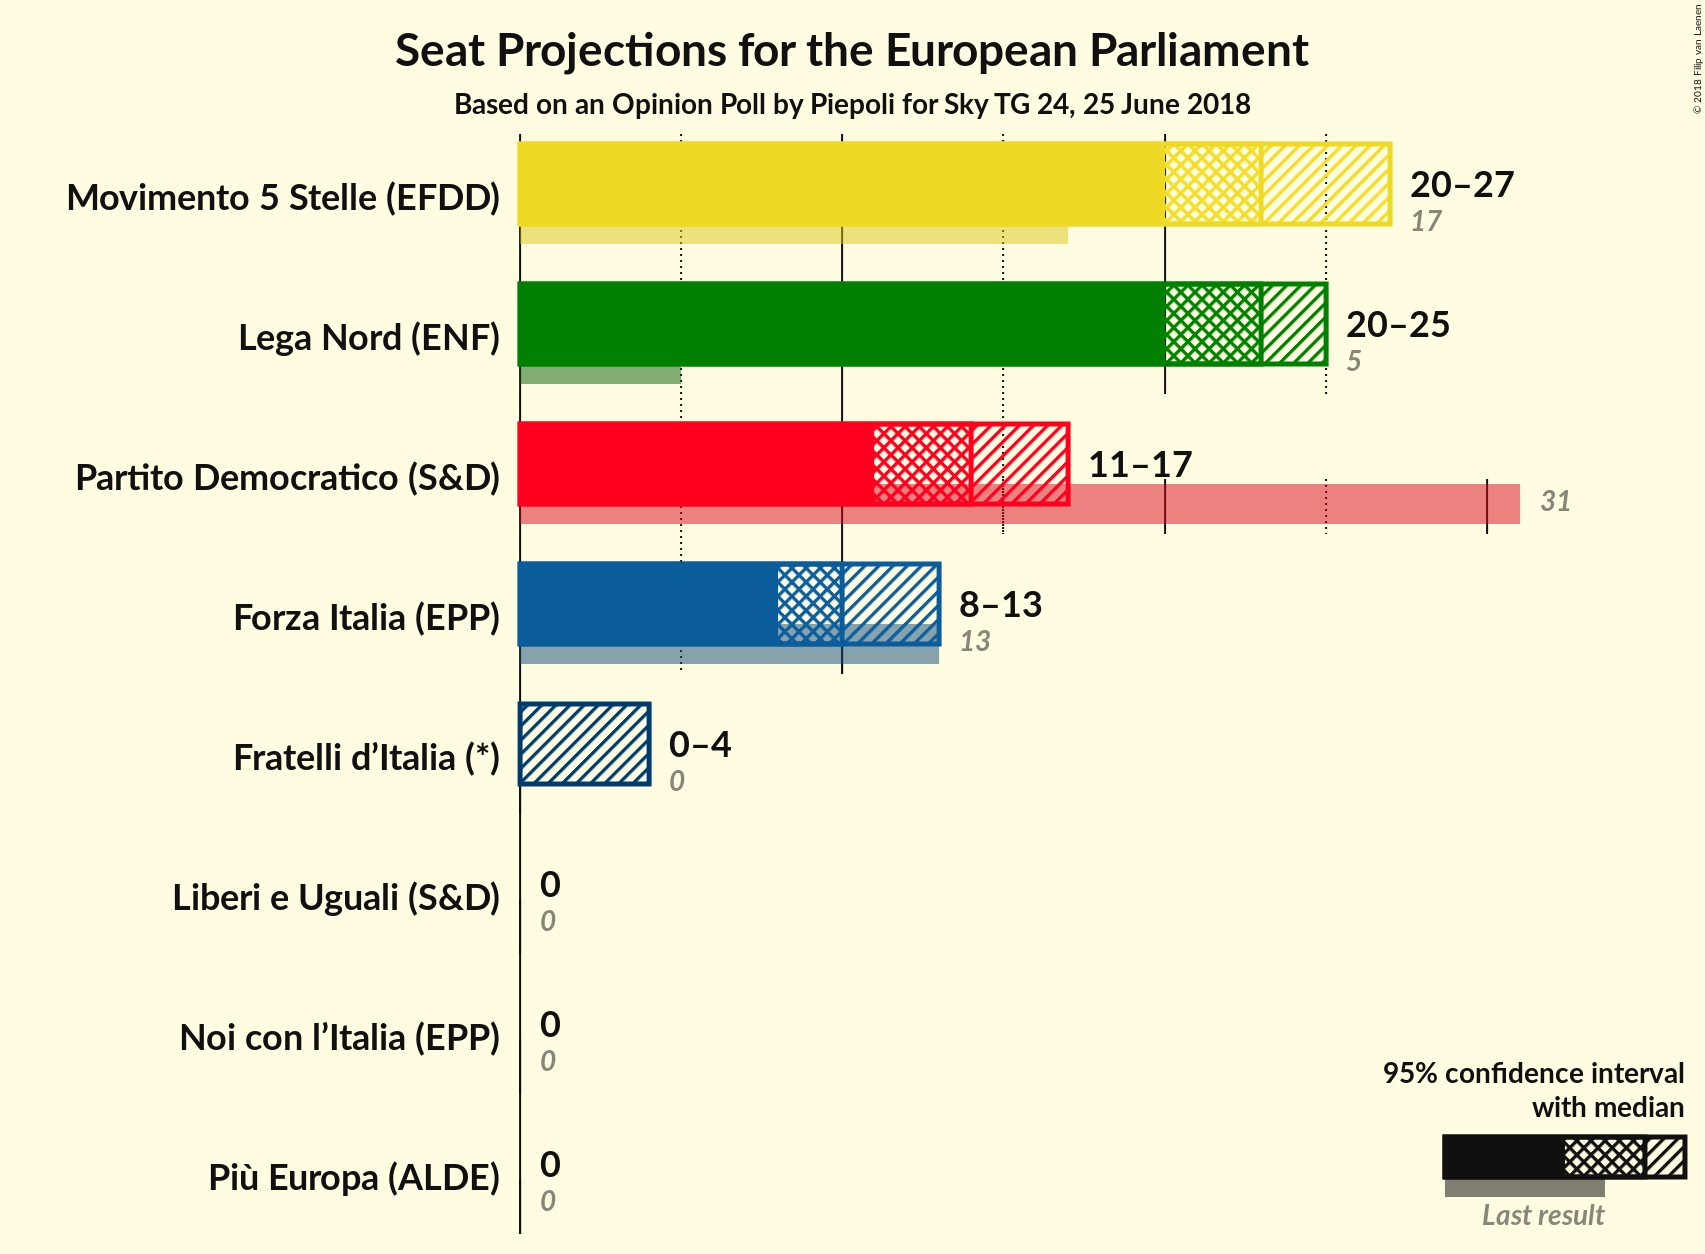 Seat Projections for the European Parliament
Based on an Opinion Poll by Piepoli for Sky TG 24, 25 June 2018
© 2018 Filip van Laenen
Movimento 5 Stelle (EFDD)
20–27
17
Lega Nord (ENF)
20–25
5
Partito Democratico (S&D)
11–17
31
Forza Italia (EPP)
8–13
13
Fratelli d’Italia (*)
0–4
0
Liberi e Uguali (S&D)
0
0
Noi con l’Italia (EPP)
0
0
Più Europa (ALDE)
0
0
95% confidence interval
with median
Last result